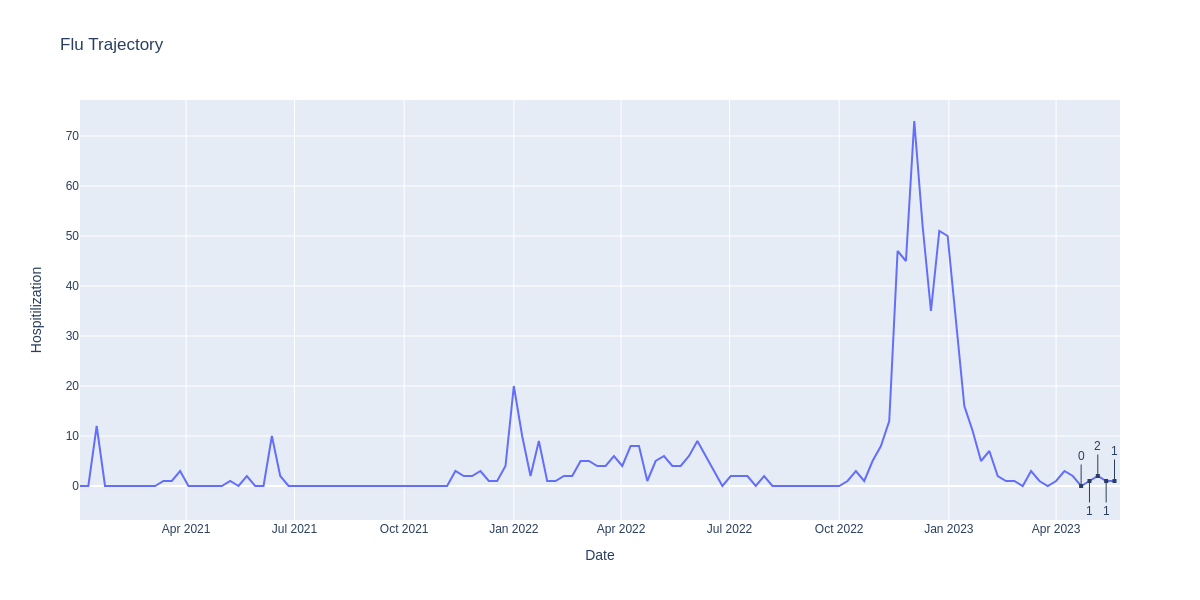 Flu Trajectory
Hospitilization
70
60
50
40
30
20
10
0
0
1
2
1
1
Apr 2021
Jul 2021
Oct 2021
Jan 2022
Apr 2022
Jul 2022
Oct 2022
Jan 2023
Apr 2023
Date